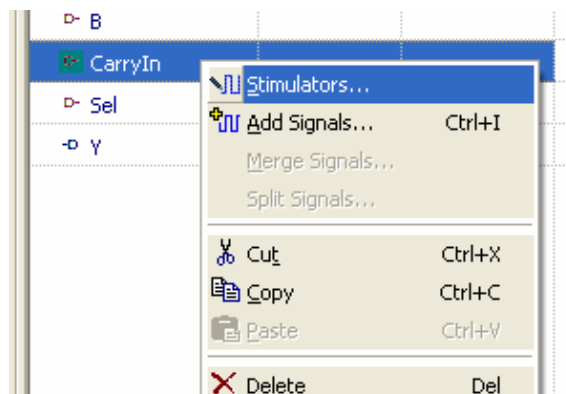 B
CarryIn
Sel
Y
Stimulators...
Add Signals... Ctrl+I
Merge Signals...
Split Signals...
Cut Ctrl+X
Copy Ctrl+C
Paste Ctrl+V
Delete Del